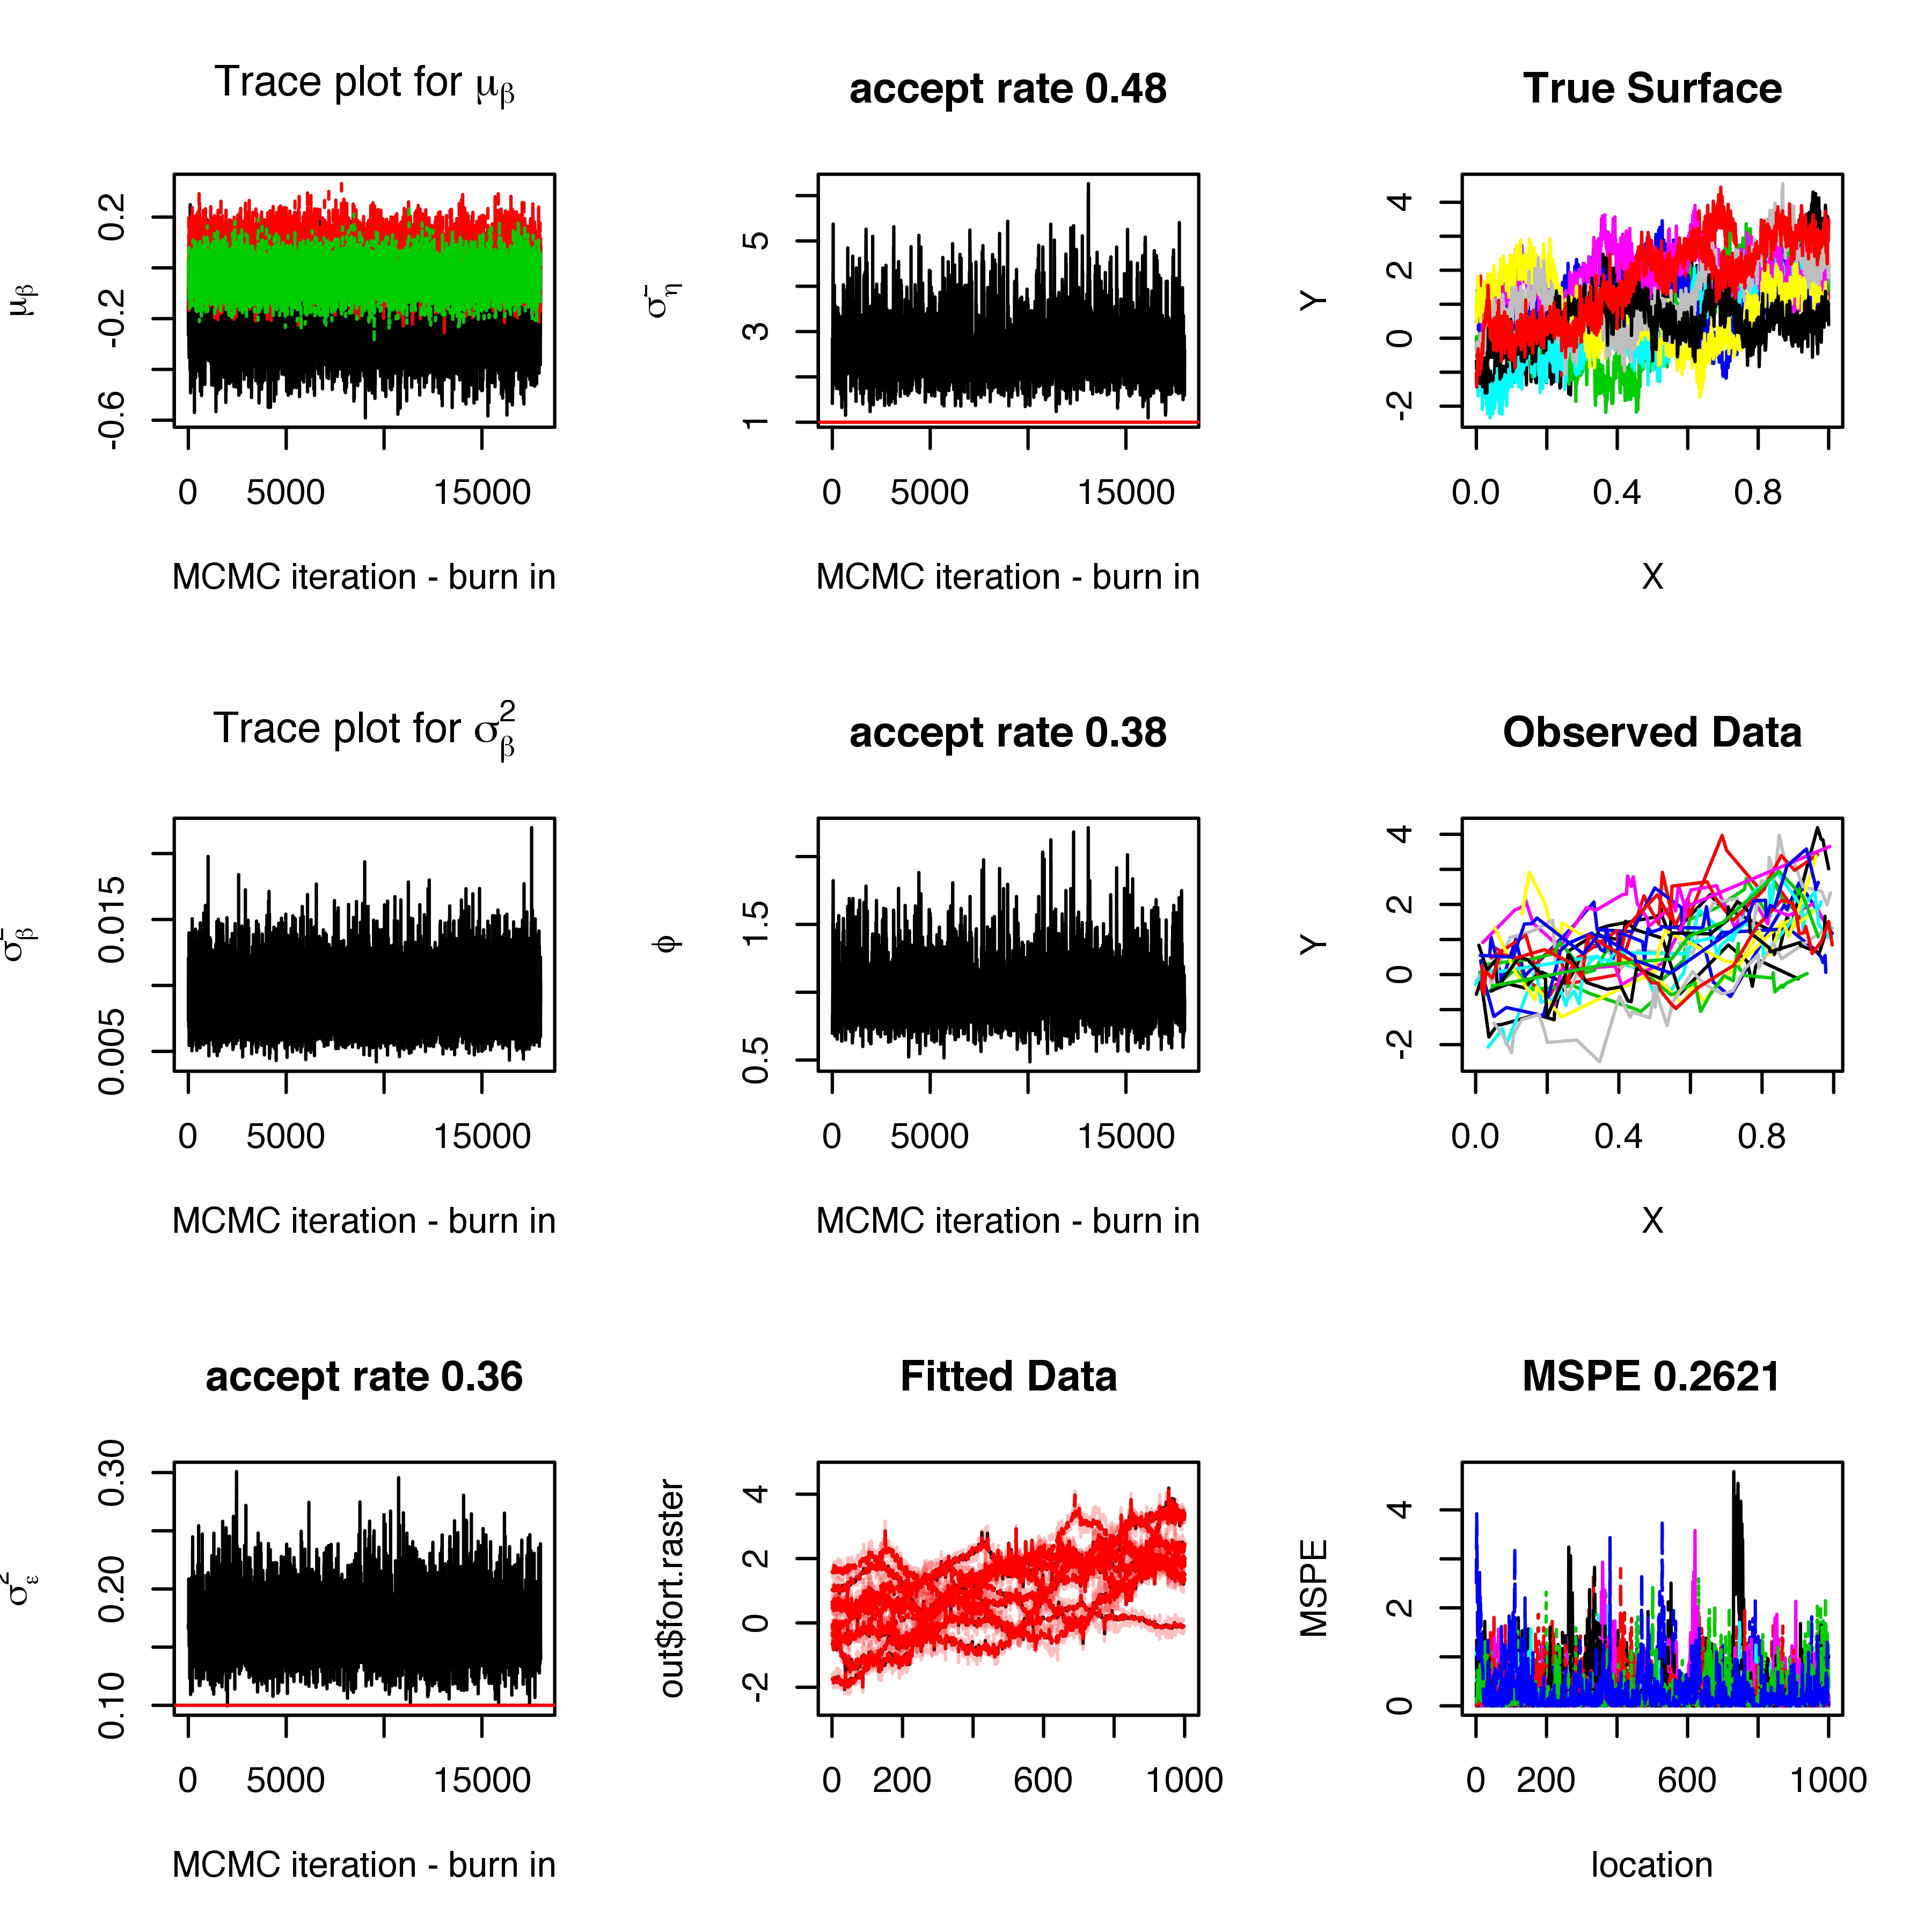 Trace plot for μβ
0.2
-0.2
-0.6
μβ
0 5000 15000
MCMC iteration - burn in
accept rate 0.48
5
3
1
0 5000 15000
MCMC iteration - burn in
True Surface
4
2
0
-2
Y
0.0 0.4 0.8
X
Trace plot for σ²β
0.015
0.005
0 5000 15000
MCMC iteration - burn in
accept rate 0.38
1.5
0.5
ϕ
0 5000 15000
MCMC iteration - burn in
Observed Data
4
2
0
-2
Y
0.0 0.4 0.8
X
accept rate 0.36
0.30
0.20
0.10
σ²ε
0 5000 15000
MCMC iteration - burn in
Fitted Data
4
2
0
-2
out$fort.raster
0 200 600 1000
MSPE 0.2621
4
2
0
MSPE
0 200 600 1000
location